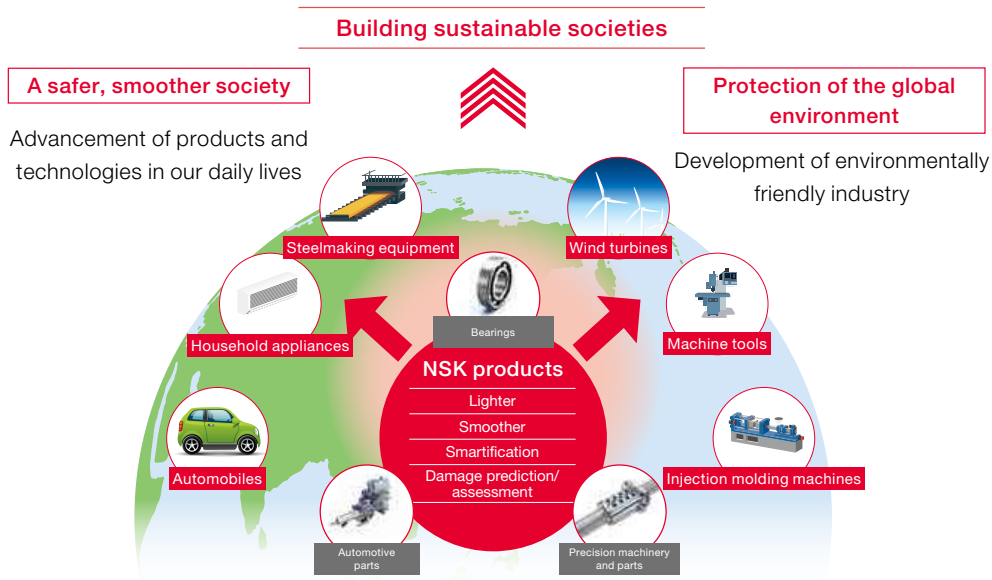 Building sustainable societies
A safer, smoother society
Advancement of products and
technologies in our daily lives
Protection of the global
environment
Development of environmentally
friendly industry
Steelmaking equipment
Wind turbines
Household appliances
Bearings
Machine tools
NSK products
Lighter
Smoother
Smartification
Damage prediction/
assessment
Automobiles
Injection molding machines
Automotive
parts
Precision machinery
and parts